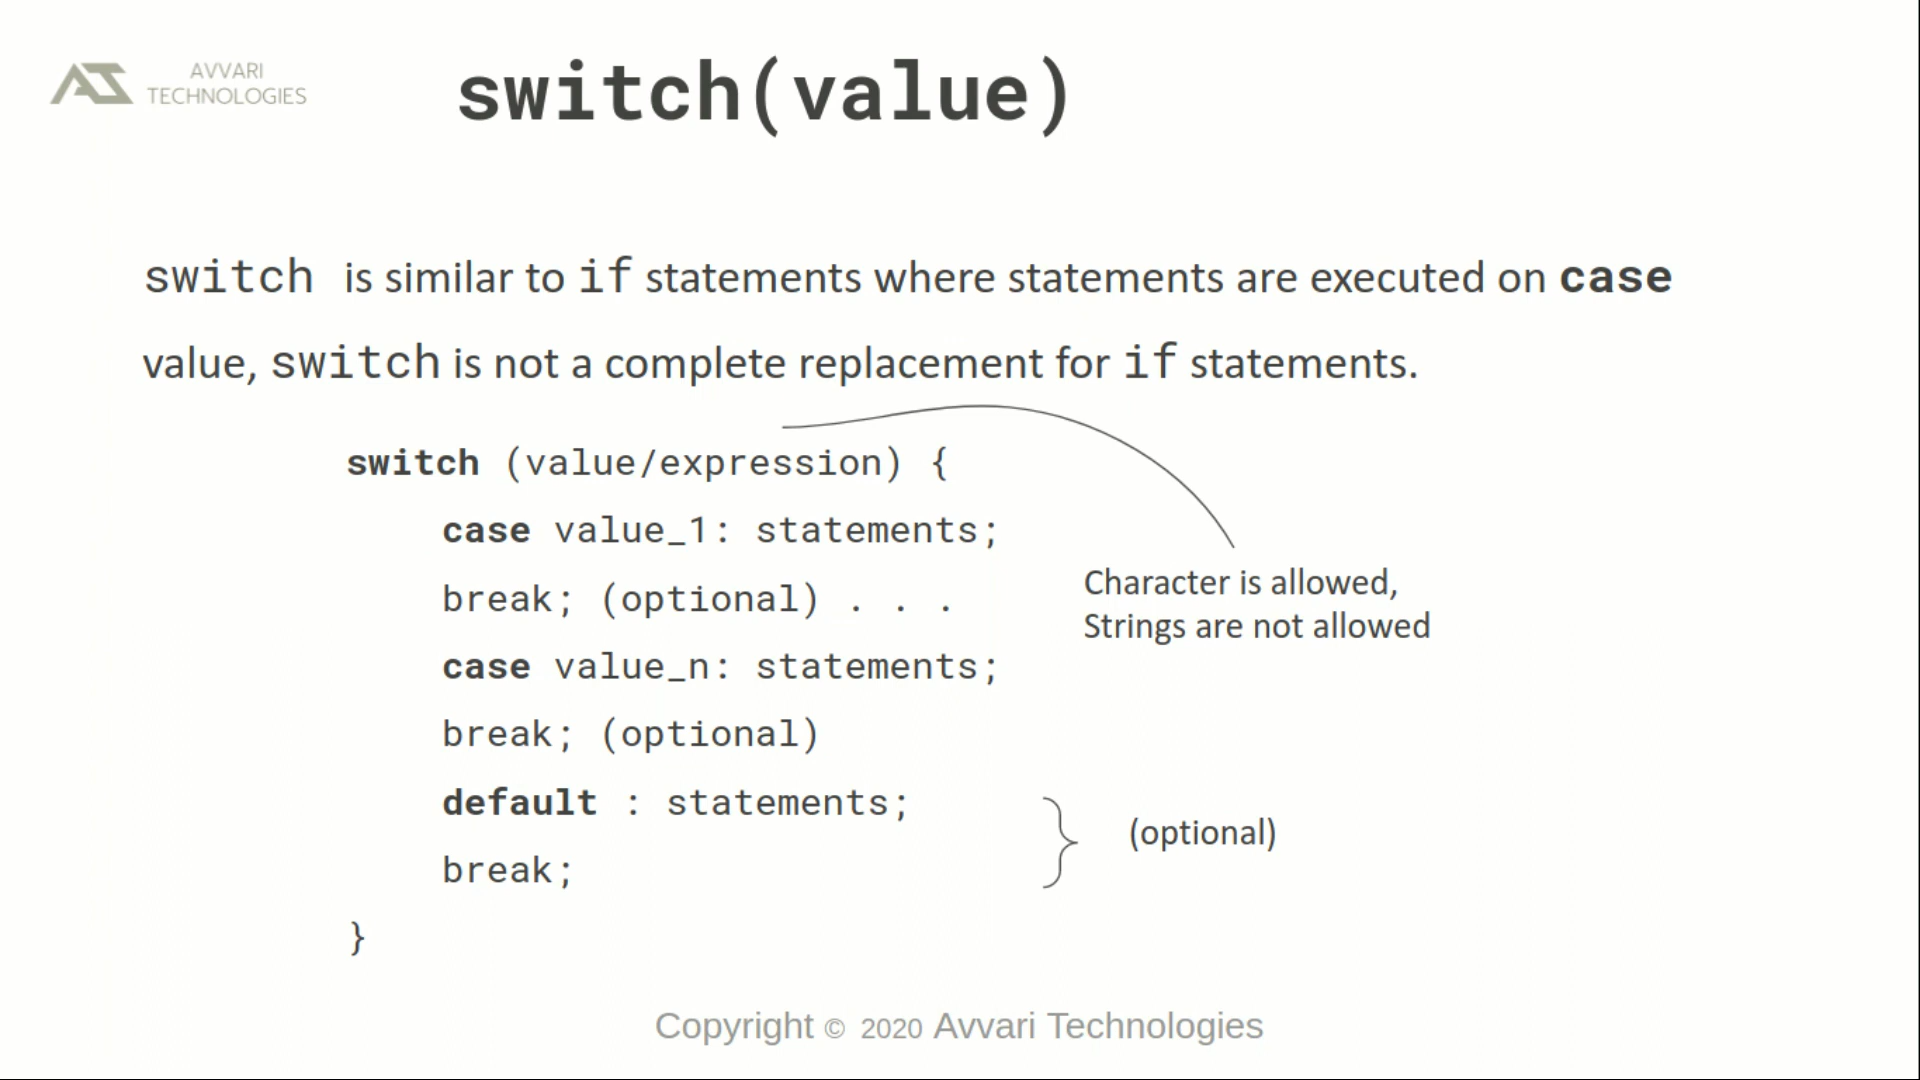 AVVARI
TECHNOLOGIES
switch(value)
switch is similar to if statements where statements are executed on case
value, switch is not a complete replacement for if statements.
switch (value/expression) {
case value_1: statements;
break; (optional) . . .
Character is allowed,
Strings are not allowed
case value_n: statements;
break; (optional)
default : statements;
(optional)
break;
}
Copyright © 2020 Avvari Technologies